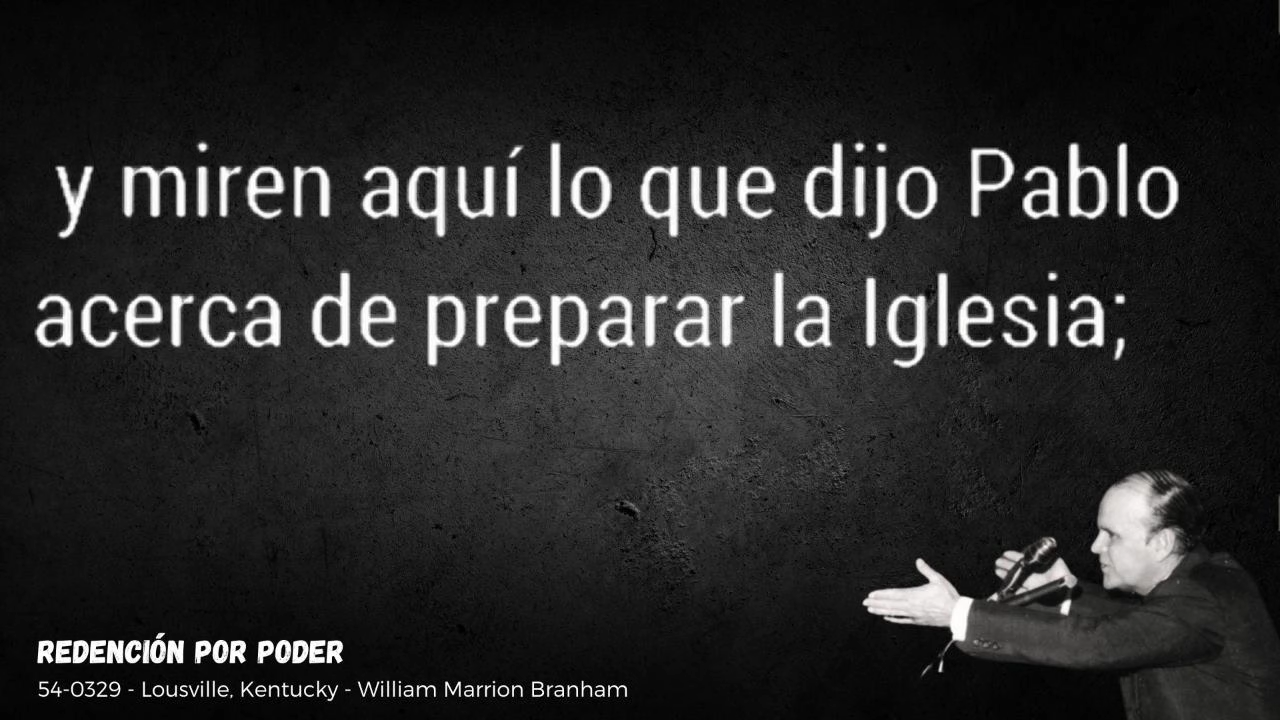 y miren aquí lo que dijo Pablo
acerca de preparar la Iglesia;
REDENCIÓN POR PODER
54-0329 - Lousville, Kentucky - William Marrion Branham